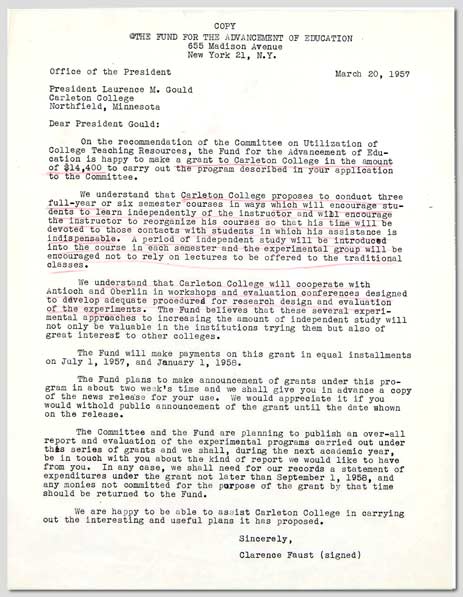 COPY
©THE FUND FOR THE ADVANCEMENT OF EDUCATION
655 Madison Avenue
New York 21, N.Y.
Office of the President
March 20, 1957
President Laurence M. Gould
Carleton College
Northfield, Minnesota
Dear President Gould:
On the recommendation of the Committee on Utilization of
College Teaching Resources, the Fund for the Advancement of Edu-
cation is happy to make a grant to Carleton College in the amount
of $14,400 to carry out the program described in your application
to the Committee.
We understand that Carleton College proposes to conduct three
full-year or six semester courses in ways which will encourage stu-
dents to learn independently of the instructor and will encourage
the instructor to reorganize his courses so that his time will be
devoted to those contacts with students in which his assistance is
indispensable. A period of independent study will be introduced
into the course in each semester and the experimental group will be
encouraged not to rely on lectures to be offered to the traditional
classes.
We understand that Carleton College will cooperate with
Antioch and Oberlin in workshops and evaluation conferences designed
to develop adequate procedured for research design and evaluation
of the experiments. The Fund believes that these several experi-
mental approaches to increasing the amount of independent study will
not only be valuable in the institutions trying them but also of
great interest to other colleges.
The Fund will make payments on this grant in equal installments
on July 1, 1957, and January 1, 1958.
The Fund plans to make announcement of grants under this pro-
gram in about two week's time and we shall give you in advance a copy
of the news release for your use. We would appreciate it if you
would withold public announcement of the grant until the date shown
on the release.
The Committee and the Fund are planning to publish an over-all
report and evaluation of the experimental programs carried out under
this series of grants and we shall, during the next academic year,
be in touch with you about the kind of report we would like to have
from you. In any case, we shall need for our records a statement of
expenditures under the grant not later than September 1, 1958, and
any monies not committed for the purpose of the grant by that time
should be returned to the Fund.
We are happy to be able to assist Carleton College in carrying
out the interesting and useful plans it has proposed.
Sincerely,
Clarence Faust (signed)